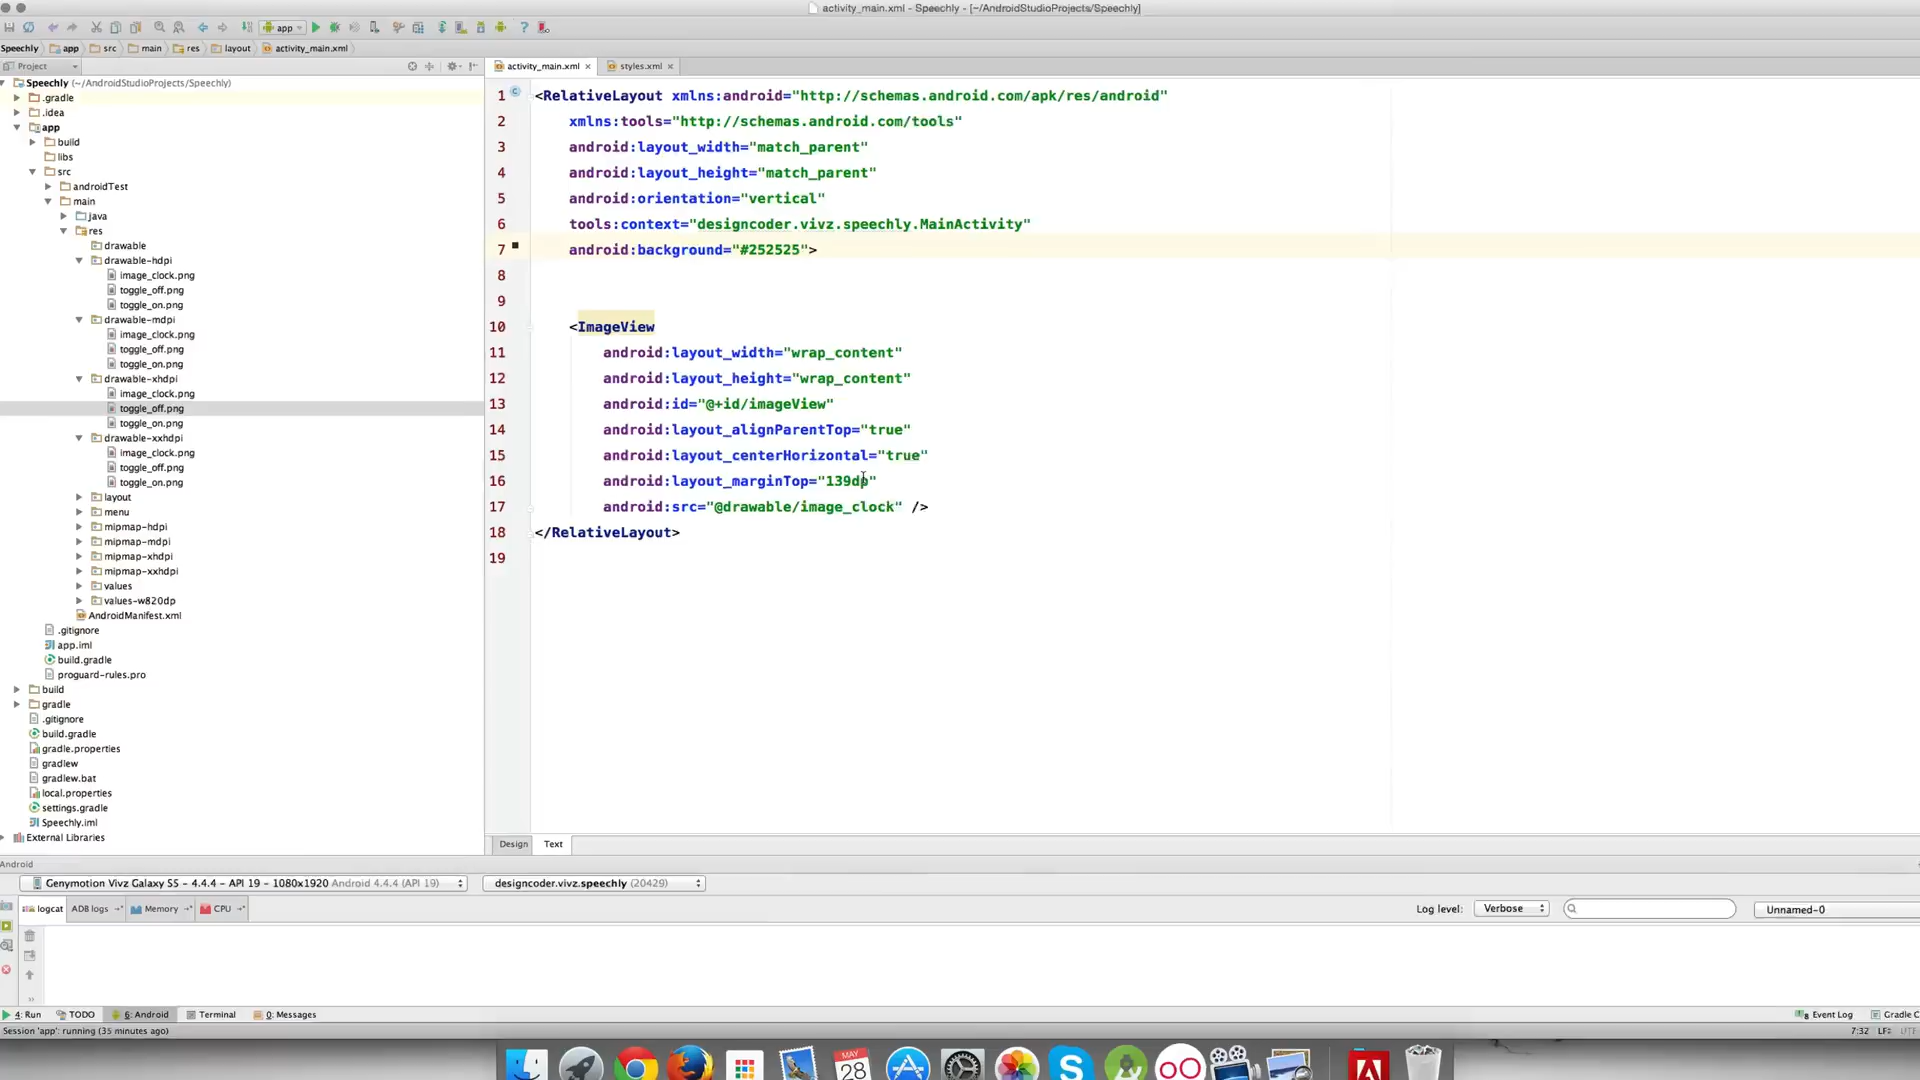 activity_main.xml - Speechly - [~/AndroidStudioProjects/Speechly]
app
Speechly app src main res layout activity_main.xml
Project
activity_main.xml styles.xml
Speechly (~/AndroidStudioProjects/Speechly)
.gradle
.idea
app
build
libs
src
androidTest
main
java
res
drawable
drawable-hdpi
image_clock.png
toggle_off.png
toggle_on.png
drawable-mdpi
image_clock.png
toggle_off.png
toggle_on.png
drawable-xhdpi
image_clock.png
toggle_off.png
toggle_on.png
drawable-xxhdpi
image_clock.png
toggle_off.png
toggle_on.png
layout
menu
mipmap-hdpi
mipmap-mdpi
mipmap-xhdpi
mipmap-xxhdpi
values
values-w820dp
AndroidManifest.xml
.gitignore
app.iml
build.gradle
proguard-rules.pro
build
gradle
.gitignore
build.gradle
gradle.properties
gradlew
gradlew.bat
local.properties
settings.gradle
Speechly.iml
External Libraries
1 <RelativeLayout xmlns:android="http://schemas.android.com/apk/res/android"
2 xmlns:tools="http://schemas.android.com/tools"
3 android:layout_width="match_parent"
4 android:layout_height="match_parent"
5 android:orientation="vertical"
6 tools:context="designcoder.vivz.speechly.MainActivity"
7 android:background="#252525">
8
9
10 <ImageView
11 android:layout_width="wrap_content"
12 android:layout_height="wrap_content"
13 android:id="@+id/imageView"
14 android:layout_alignParentTop="true"
15 android:layout_centerHorizontal="true"
16 android:layout_marginTop="139dp"
17 android:src="@drawable/image_clock" />
18 </RelativeLayout>
19
Design Text
Android
Genymotion Vivz Galaxy S5 - 4.4.4 - API 19 - 1080x1920 Android 4.4.4 (API 19) designcoder.vivz.speechly (20429)
logcat ADB logs Memory CPU Log level: Verbose Unnamed-0
4: Run TODO 6: Android Terminal 0: Messages Event Log Gradle C
Session 'app': running (35 minutes ago) 7:32 LF÷ UTF
MAY
28